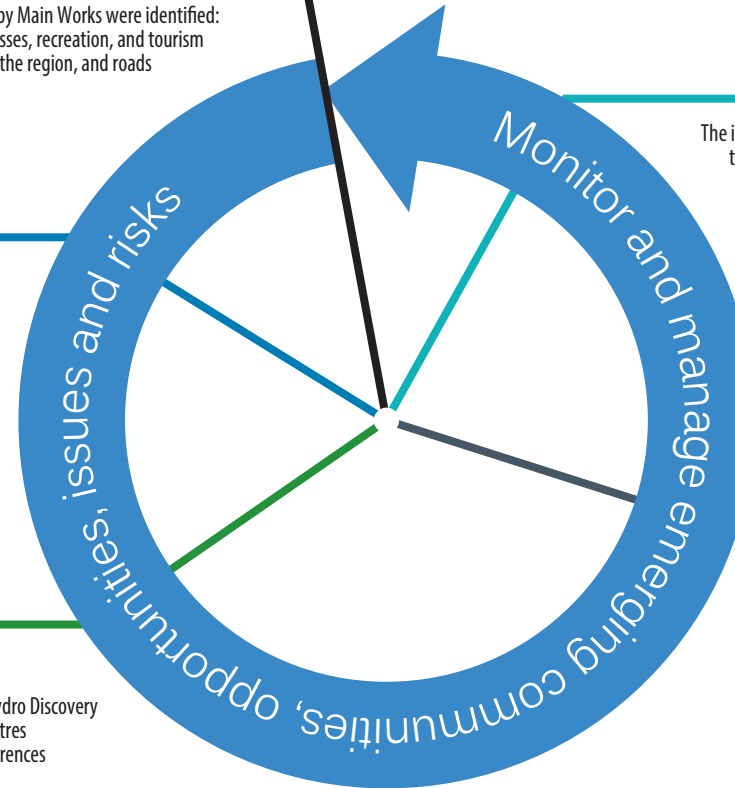 by Main Works were identified:
sses, recreation, and tourism
the region, and roads
The i
t
Monitor and manage emerging communities, opportunities, issues and risks
ydro Discovery
tres
rences